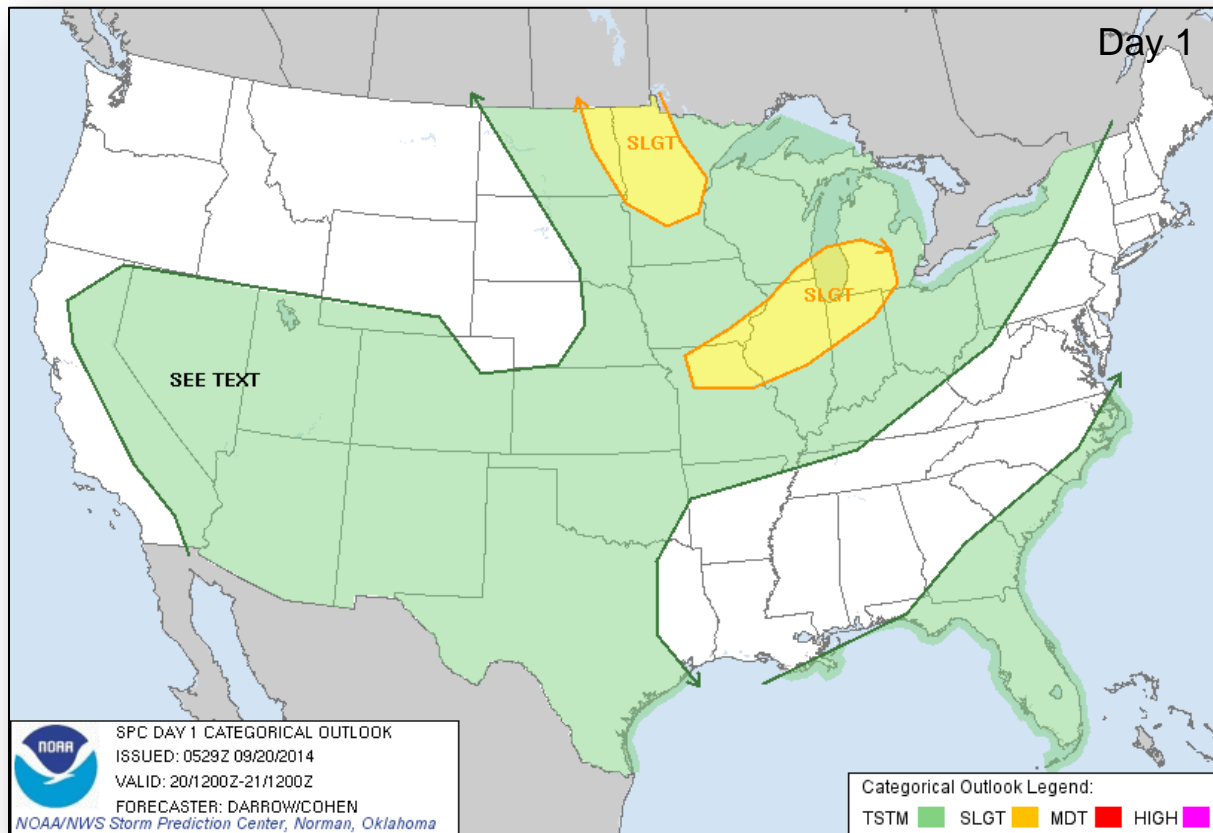 Day 1
SLGT
SLGT
SEE TEXT
NOAA
SPC DAY 1 CATEGORICAL OUTLOOK
ISSUED: 0529Z 09/20/2014
VALID: 20/1200Z-21/1200Z
FORECASTER: DARROW/COHEN
NOAA/NWS Storm Prediction Center, Norman, Oklahoma
Categorical Outlook Legend:
TSTM SLGT MDT HIGH